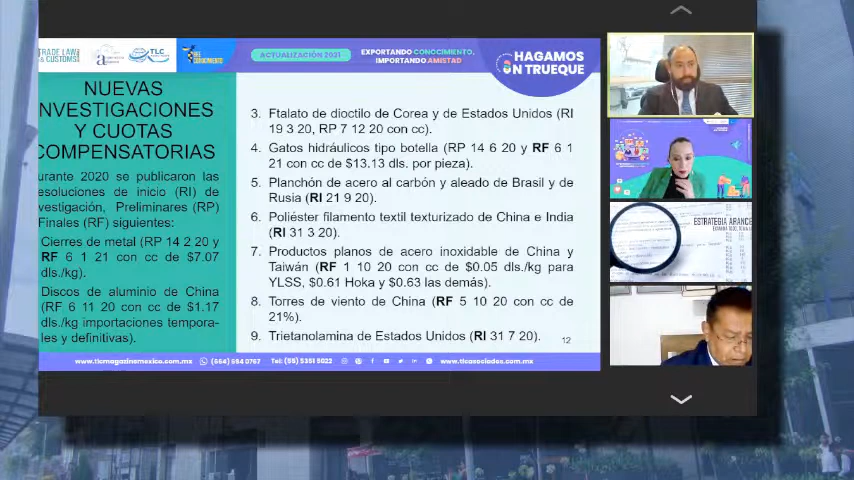 TRADE LAW
& CUSTOMS
TLC
ACTUALIZACIÓN 2021
EXPORTANDO CONOCIMIENTO,
IMPORTANDO AMISTAD
HAGAMOS
UN TRUEQUE
NUEVAS
NVESTIGACIONES
Y CUOTAS
COMPENSATORIAS
urante 2020 se publicaron las
esoluciones de inicio (RI) de
vestigación, Preliminares (RP)
Finales (RF) siguientes:
Cierres de metal (RP 14 2 20 y
RF 6 1 21 con cc de $7.07
dls./kg).
Discos de aluminio de China
(RF 6 11 20 con cc de $1.17
dls./kg importaciones tempora-
les y definitivas).
3. Ftalato de dioctilo de Corea y de Estados Unidos (RI
19 3 20, RP 7 12 20 con cc).
4. Gatos hidráulicos tipo botella (RP 14 6 20 y RF 6 1
21 con cc de $13.13 dls. por pieza).
5. Planchón de acero al carbón y aleado de Brasil y de
Rusia (RI 21 9 20).
6. Poliéster filamento textil texturizado de China e India
(RI 31 3 20).
7. Productos planos de acero inoxidable de China y
Taiwán (RF 1 10 20 con cc de $0.05 dls./kg para
YLSS, $0.61 Hoka y $0.63 las demás).
8. Torres de viento de China (RF 5 10 20 con cc de
21%).
9. Trietanolamina de Estados Unidos (RI 31 7 20).
12
www.tlcmagazinemexico.com.mx
Tel: (55) 5351 5022
www.tlcasociados.com.mx
ESTRATEGIA ARANCE